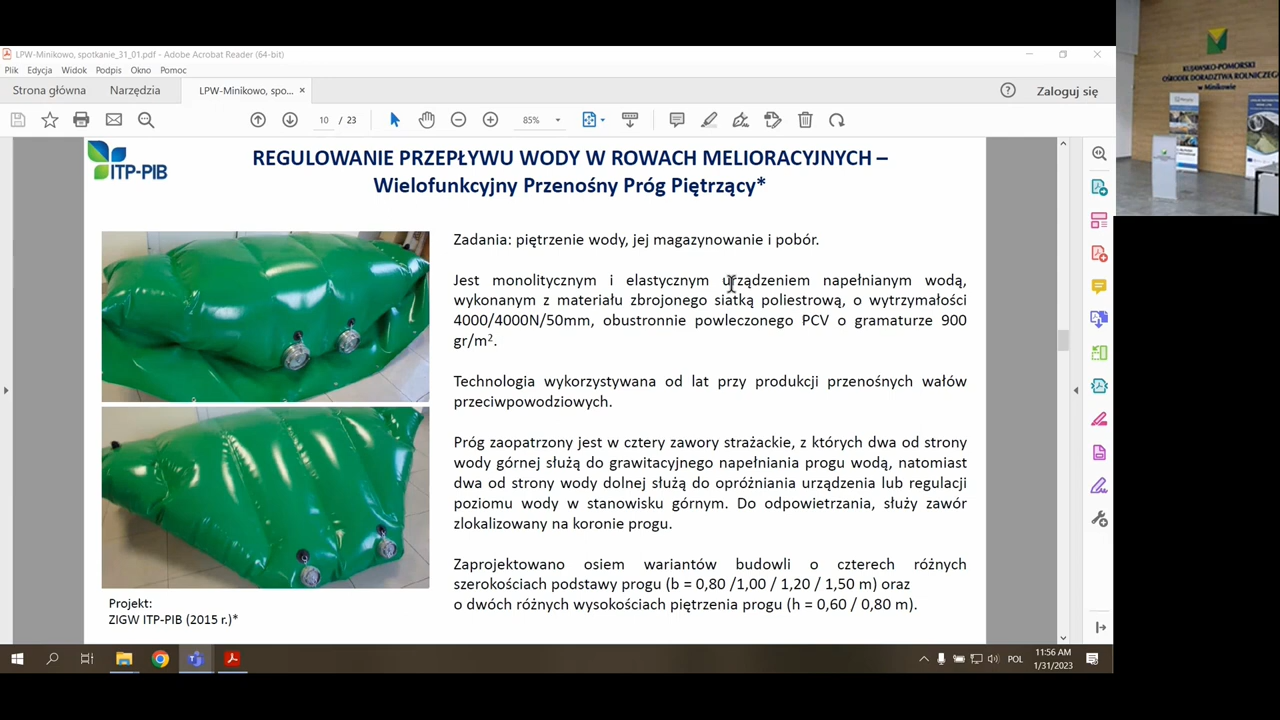 LPW-Minikowo, spotkanie_31_01.pdf - Adobe Acrobat Reader (64-bit)
Plik Edycja Widok Podpis Okno Pomoc
Strona główna Narzędzia LPW-Minikowo, spo... Zaloguj się
10 / 23 85%
ITP-PIB
REGULOWANIE PRZEPŁYWU WODY W ROWACH MELIORACYJNYCH –
Wielofunkcyjny Przenośny Próg Piętrzący*
Zadania: piętrzenie wody, jej magazynowanie i pobór.
Jest monolitycznym i elastycznym urządzeniem napełnianym wodą,
wykonanym z materiału zbrojonego siatką poliestrową, o wytrzymałości
4000/4000N/50mm, obustronnie powleczonego PCV o gramaturze 900
gr/m².
Technologia wykorzystywana od lat przy produkcji przenośnych wałów
przeciwpowodziowych.
Próg zaopatrzony jest w cztery zawory strażackie, z których dwa od strony
wody górnej służą do grawitacyjnego napełniania progu wodą, natomiast
dwa od strony wody dolnej służą do opróżniania urządzenia lub regulacji
poziomu wody w stanowisku górnym. Do odpowietrzania, służy zawór
zlokalizowany na koronie progu.
Zaprojektowano osiem wariantów budowli o czterech różnych
szerokościach podstawy progu (b = 0,80 /1,00 / 1,20 / 1,50 m) oraz
o dwóch różnych wysokościach piętrzenia progu (h = 0,60 / 0,80 m).
Projekt:
ZIGW ITP-PIB (2015 r.)*
POL
11:56 AM
1/31/2023
KUJAWSKO-POMORSKI
OŚRODEK DORADZTWA ROLNICZEGO
w Minikowie